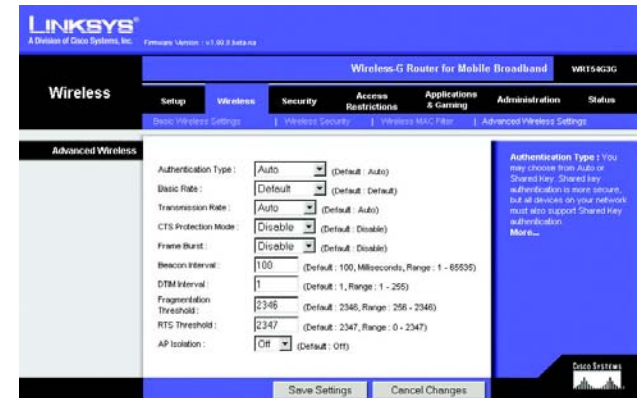 LINKSYS®
A Division of Cisco Systems, Inc.
Firmware Version : v1.99.8 beta na
Wireless-G Router for Mobile Broadband WRT54G3G
Wireless
Setup Wireless Security Access Restrictions Applications & Gaming Administration Status
Basic Wireless Settings | Wireless Security | Wireless MAC Filter | Advanced Wireless Settings
Advanced Wireless
Authentication Type : Auto (Default : Auto)
Basic Rate : Default (Default : Default)
Transmission Rate : Auto (Default : Auto)
CTS Protection Mode : Disable (Default : Disable)
Frame Burst : Disable (Default : Disable)
Beacon Interval : 100 (Default : 100, Milliseconds, Range : 1 - 65535)
DTIM Interval : 1 (Default : 1, Range : 1 - 255)
Fragmentation Threshold : 2346 (Default : 2346, Range : 256 - 2346)
RTS Threshold : 2347 (Default : 2347, Range : 0 - 2347)
AP Isolation : Off (Default : Off)
Authentication Type : You
may choose from Auto or
Shared Key. Shared key
authentication is more secure,
but all devices on your network
must also support Shared Key
authentication.
More...
Save Settings Cancel Changes
CISCO SYSTEMS